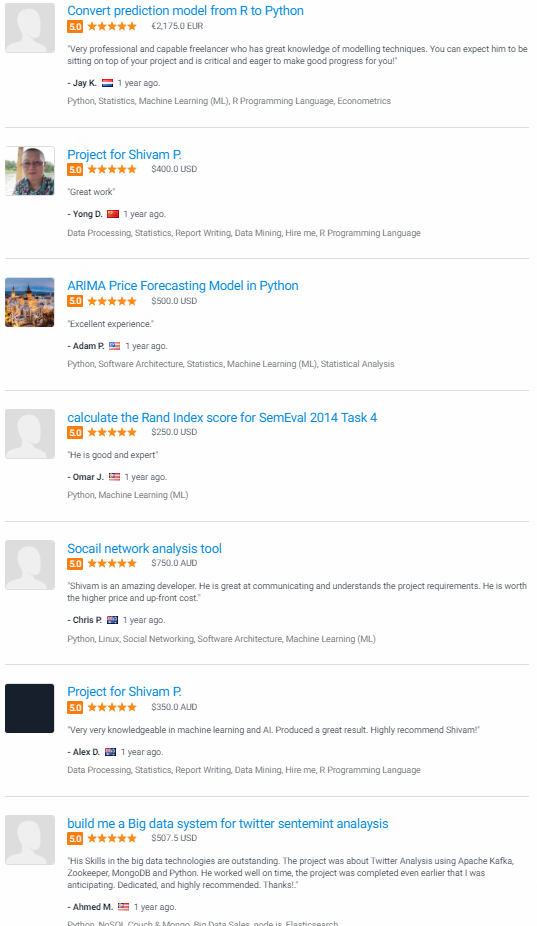 Convert prediction model from R to Python
5.0 €2,175.0 EUR
"Very professional and capable freelancer who has great knowledge of modelling techniques. You can expect him to be
sitting on top of your project and is critical and eager to make good progress for you!"
- Jay K. 1 year ago.
Python, Statistics, Machine Learning (ML), R Programming Language, Econometrics
Project for Shivam P.
5.0 $400.0 USD
"Great work"
- Yong D. 1 year ago.
Data Processing, Statistics, Report Writing, Data Mining, Hire me, R Programming Language
ARIMA Price Forecasting Model in Python
5.0 $500.0 USD
"Excellent experience."
- Adam P. 1 year ago.
Python, Software Architecture, Statistics, Machine Learning (ML), Statistical Analysis
calculate the Rand Index score for SemEval 2014 Task 4
5.0 $250.0 USD
"He is good and expert"
- Omar J. 1 year ago.
Python, Machine Learning (ML)
Socail network analysis tool
5.0 $750.0 AUD
"Shivam is an amazing developer. He is great at communicating and understands the project requirements. He is worth
the higher price and up-front cost."
- Chris P. 1 year ago.
Python, Linux, Social Networking, Software Architecture, Machine Learning (ML)
Project for Shivam P.
5.0 $350.0 AUD
"Very very knowledgeable in machine learning and AI. Produced a great result. Highly recommend Shivam!"
- Alex D. 1 year ago.
Data Processing, Statistics, Report Writing, Data Mining, Hire me, R Programming Language
build me a Big data system for twitter sentemint analaysis
5.0 $507.5 USD
"His Skills in the big data technologies are outstanding. The project was about Twitter Analysis using Apache Kafka,
Zookeeper, MongoDB and Python. He worked well on time, the project was completed even earlier that I was
anticipating. Dedicated, and highly recommended. Thanks!."
- Ahmed M. 1 year ago.
Python, NoSQL Couch & Mongo, Big Data Sales, node.js, Elasticsearch